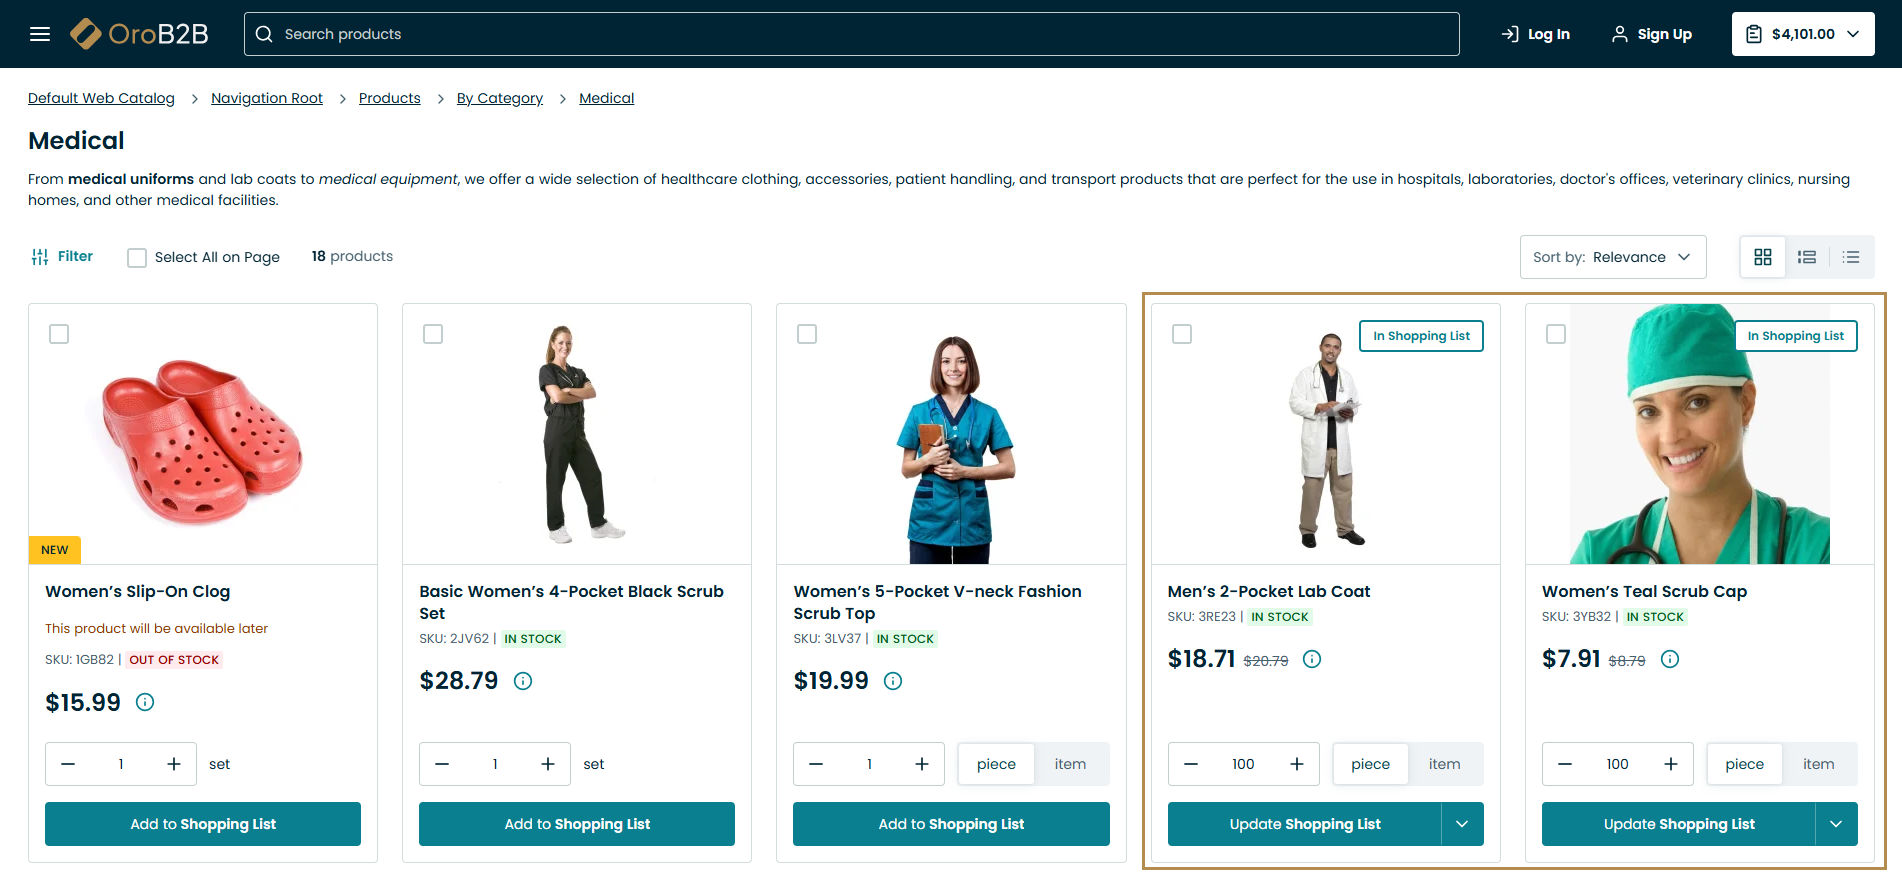 OroB2B
Search products
Log In
Sign Up
$4,101.00
Default Web Catalog > Navigation Root > Products > By Category > Medical
Medical
From medical uniforms and lab coats to medical equipment, we offer a wide selection of healthcare clothing, accessories, patient handling, and transport products that are perfect for the use in hospitals, laboratories, doctor's offices, veterinary clinics, nursing
homes, and other medical facilities.
Filter
Select All on Page
18 products
Sort by: Relevance
NEW
Women’s Slip-On Clog
This product will be available later
SKU: 1GB82 | OUT OF STOCK
$15.99
1
set
Add to Shopping List
Basic Women’s 4-Pocket Black Scrub
Set
SKU: 2JV62 | IN STOCK
$28.79
1
set
Add to Shopping List
Women’s 5-Pocket V-neck Fashion
Scrub Top
SKU: 3LV37 | IN STOCK
$19.99
1
piece
item
Add to Shopping List
In Shopping List
Men’s 2-Pocket Lab Coat
SKU: 3RE23 | IN STOCK
$18.71 $20.79
100
piece
item
Update Shopping List
In Shopping List
Women’s Teal Scrub Cap
SKU: 3YB32 | IN STOCK
$7.91 $8.79
100
piece
item
Update Shopping List